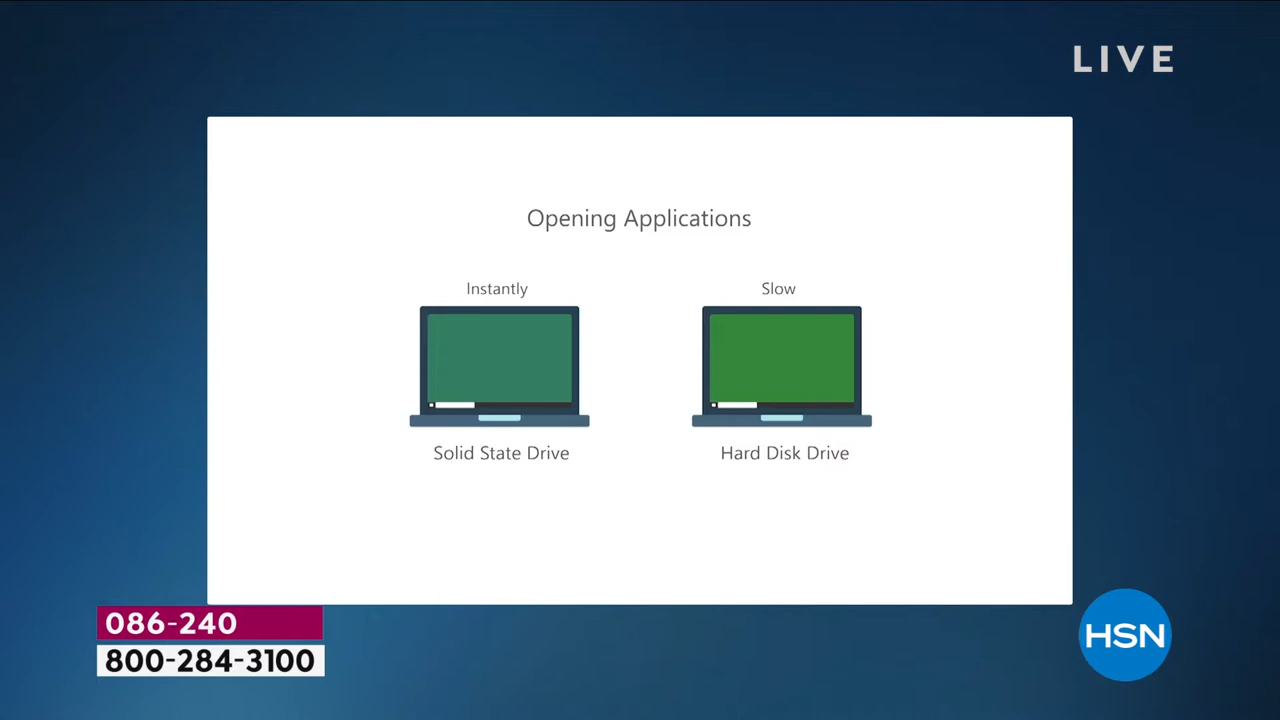 LIVE
Opening Applications
Instantly
Slow
Solid State Drive
Hard Disk Drive
086-240
800-284-3100
HSN